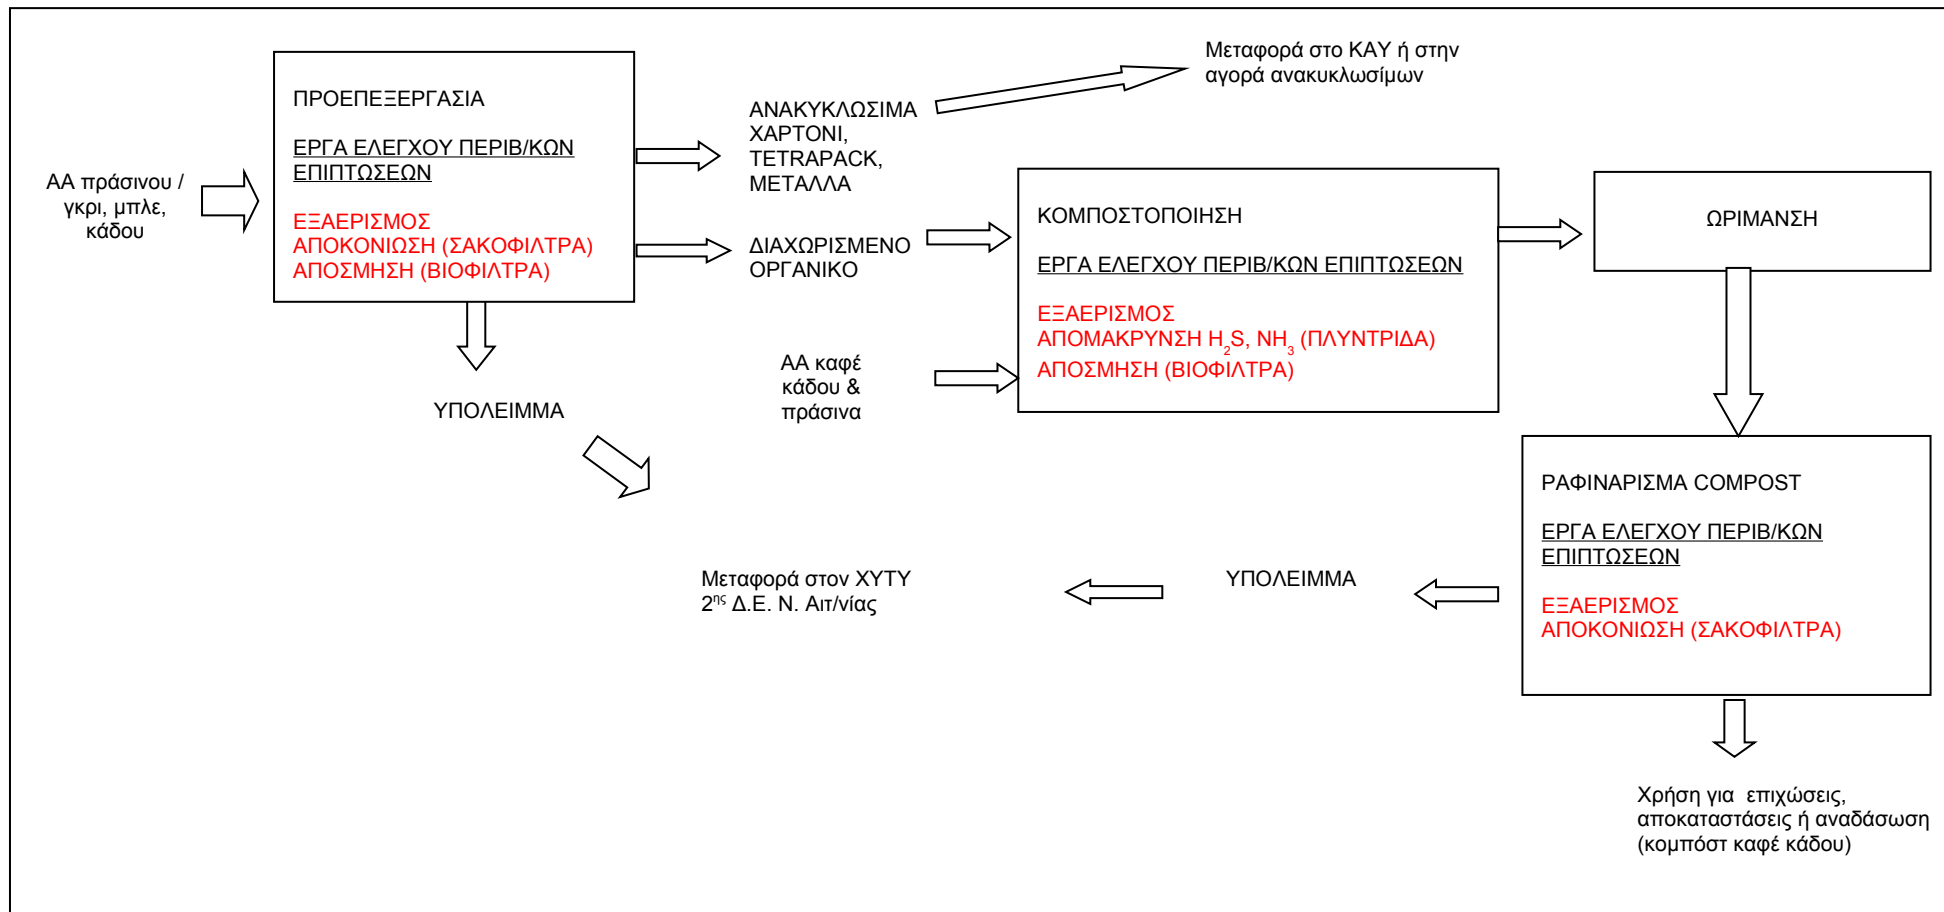 ΑΑ πράσινου /
γκρι, μπλε,
κάδου
ΠΡΟΕΠΕΞΕΡΓΑΣΙΑ
ΕΡΓΑ ΕΛΕΓΧΟΥ ΠΕΡΙΒ/ΚΩΝ
ΕΠΙΠΤΩΣΕΩΝ
ΕΞΑΕΡΙΣΜΟΣ
ΑΠΟΚΟΝΙΩΣΗ (ΣΑΚΟΦΙΛΤΡΑ)
ΑΠΟΣΜΗΣΗ (ΒΙΟΦΙΛΤΡΑ)
ΑΝΑΚΥΚΛΩΣΙΜΑ
ΧΑΡΤΟΝΙ,
TETRAPACK,
ΜΕΤΑΛΛΑ
Μεταφορά στο ΚΑΥ ή στην
αγορά ανακυκλωσίμων
ΔΙΑΧΩΡΙΣΜΕΝΟ
ΟΡΓΑΝΙΚΟ
ΑΑ καφέ
κάδου &
πράσινα
ΚΟΜΠΟΣΤΟΠΟΙΗΣΗ
ΕΡΓΑ ΕΛΕΓΧΟΥ ΠΕΡΙΒ/ΚΩΝ ΕΠΙΠΤΩΣΕΩΝ
ΕΞΑΕΡΙΣΜΟΣ
ΑΠΟΜΑΚΡΥΝΣΗ H₂S, NH₃ (ΠΛΥΝΤΡΙΔΑ)
ΑΠΟΣΜΗΣΗ (ΒΙΟΦΙΛΤΡΑ)
ΩΡΙΜΑΝΣΗ
ΥΠΟΛΕΙΜΜΑ
ΡΑΦΙΝΑΡΙΣΜΑ COMPOST
ΕΡΓΑ ΕΛΕΓΧΟΥ ΠΕΡΙΒ/ΚΩΝ
ΕΠΙΠΤΩΣΕΩΝ
ΕΞΑΕΡΙΣΜΟΣ
ΑΠΟΚΟΝΙΩΣΗ (ΣΑΚΟΦΙΛΤΡΑ)
ΥΠΟΛΕΙΜΜΑ
Μεταφορά στον ΧΥΤΥ
2ης Δ.Ε. Ν. Αιτ/νίας
Χρήση για επιχώσεις,
αποκαταστάσεις ή αναδάσωση
(κομπόστ καφέ κάδου)